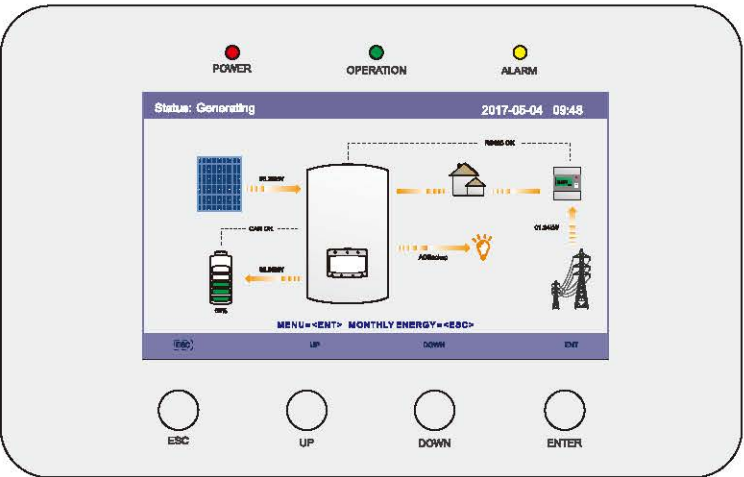 POWER OPERATION ALARM
Status: Generating 2017-05-04 09:48
RS485 OK
CAN OK
ACBackup
MENU=<ENT> MONTHLY ENERGY=<ESC>
(ESC) UP DOWN ENT
ESC UP DOWN ENTER